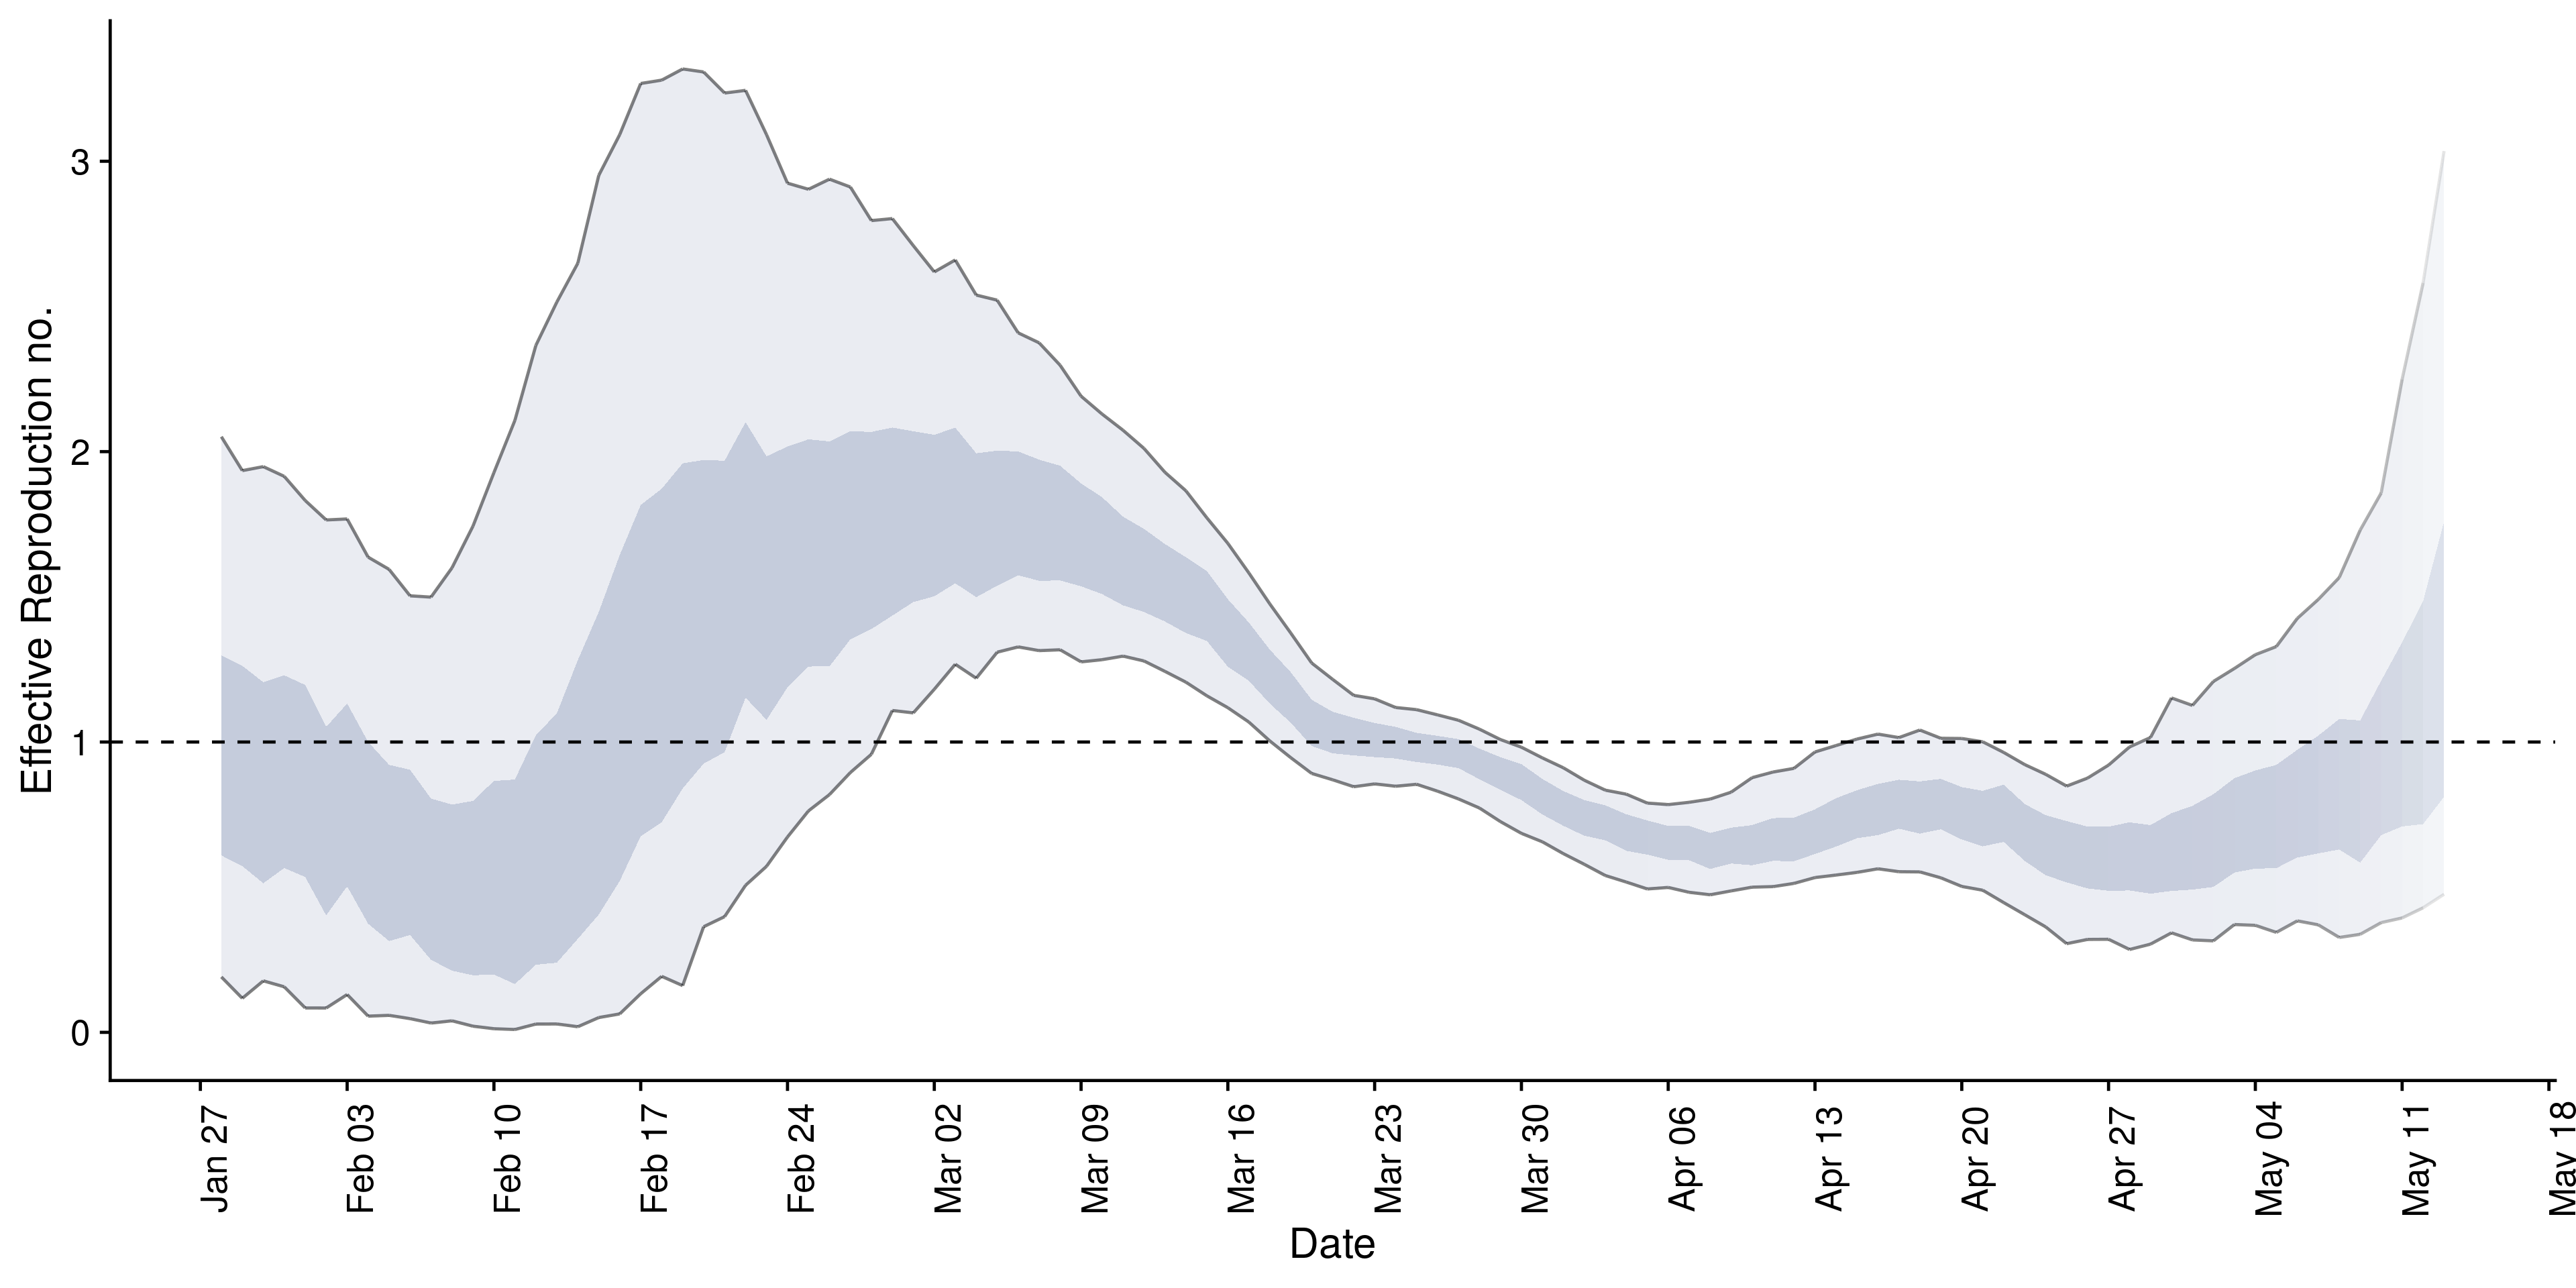 Effective Reproduction no.
3
2
1
0
Jan 27
Feb 03
Feb 10
Feb 17
Feb 24
Mar 02
Mar 09
Mar 16
Mar 23
Mar 30
Apr 06
Apr 13
Apr 20
Apr 27
May 04
May 11
May 18
Date